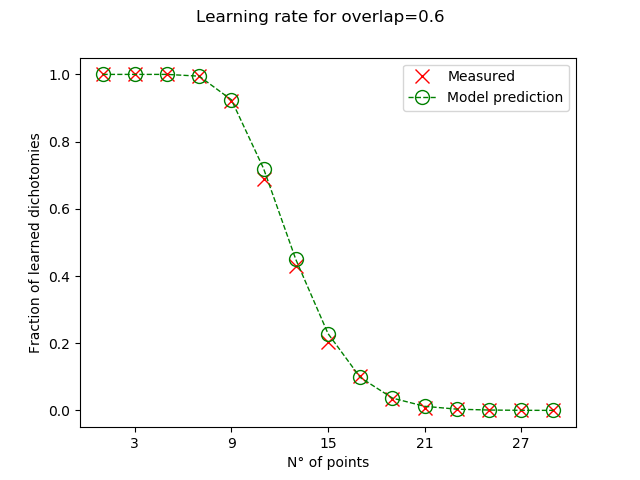 Learning rate for overlap=0.6
Measured
Model prediction
Fraction of learned dichotomies
1.0
0.8
0.6
0.4
0.2
0.0
3
9
15
21
27
N° of points